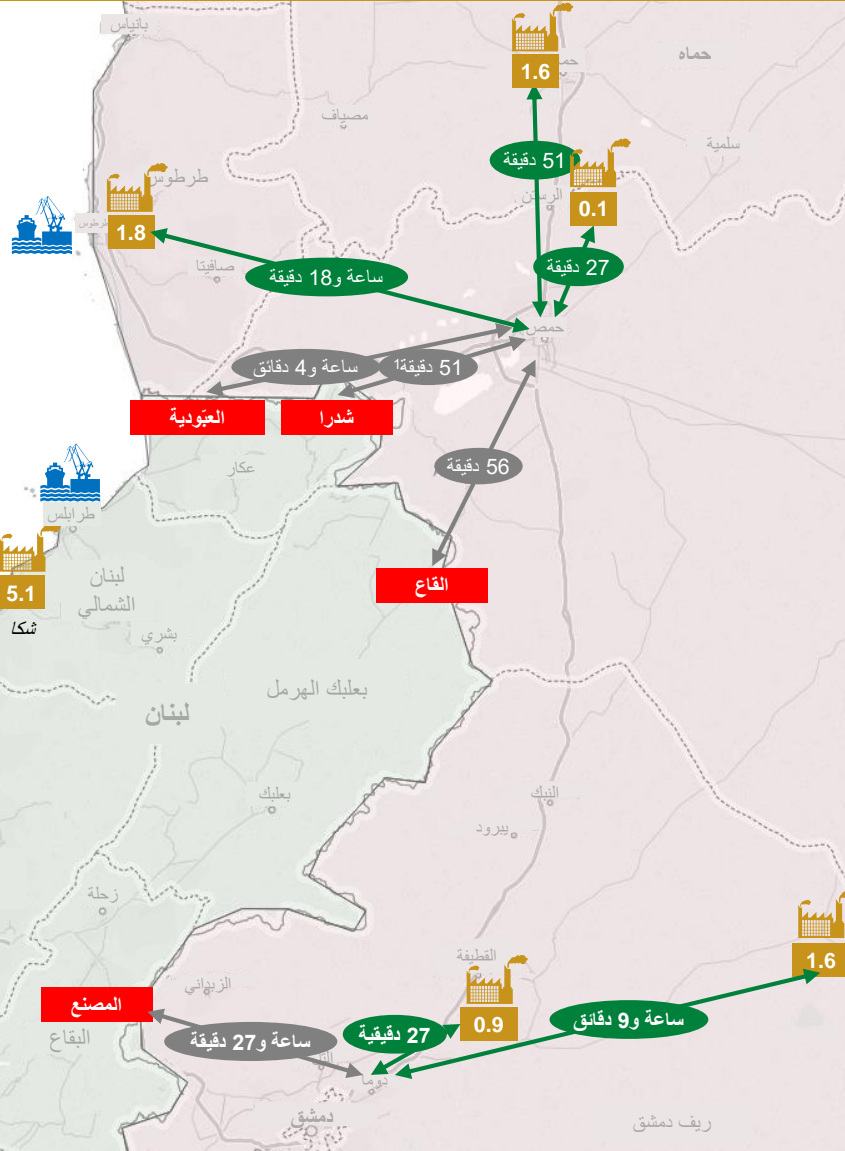 بانياس
1.6
حماه
مصياف
سلمية
51 دقيقة
طرطوس
الرستن
0.1
1.8
طرطوس
صافيتا
ساعة و18 دقيقة
27 دقيقة
حمص
ساعة و4 دقائق
51 دقيقة¹
العبّودية
شدرا
عكار
56 دقيقة
طرابلس
القاع
5.1
شكا
لبنان
الشمالي
بشري
بعلبك الهرمل
لبنان
النبك
بعلبك
يبرود
زحلة
القطيفة
1.6
الزبداني
المصنع
0.9
ساعة و9 دقائق
27 دقيقية
ساعة و27 دقيقة
البقاع
دوما
دمشق
ريف دمشق